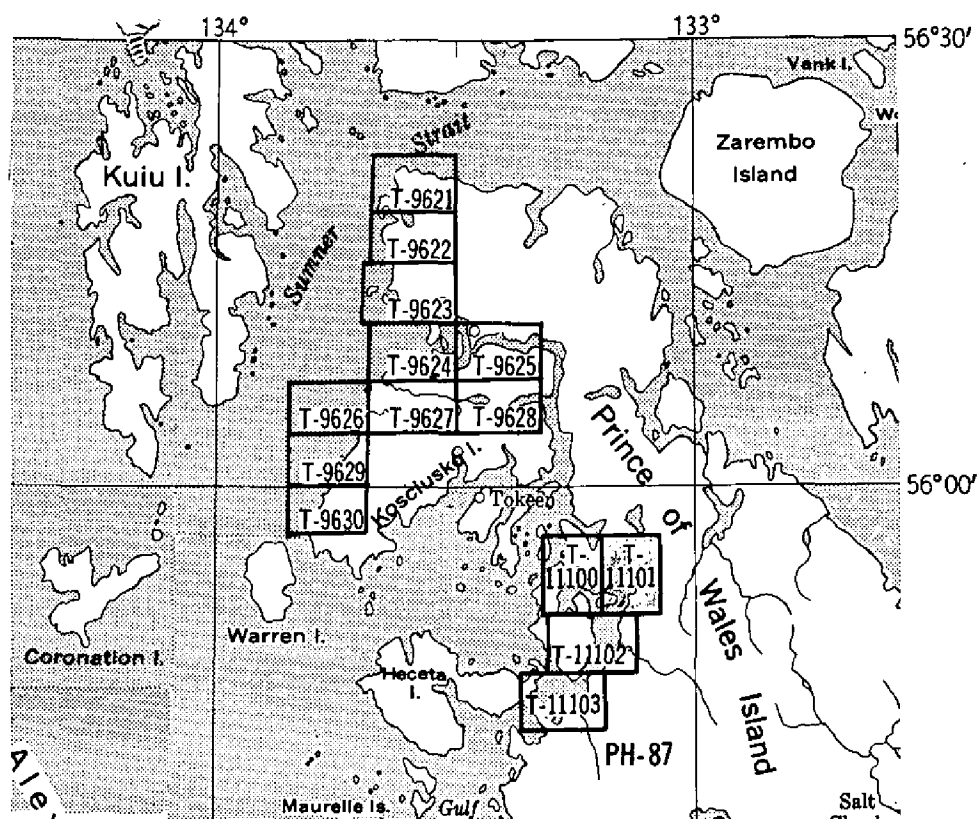 134°
133°
56°30'
Vank I.
Zarembo
Island
Strait
Kuiu I.
T-9621
T-9622
Sumner
T-9623
T-9624
T-9625
T-9626
T-9627
T-9628
Prince
T-9629
Kosciusko I.
56°00'
Tokeen
of
T-9630
T-
11100
T-
11101
Wales
Warren I.
Coronation I.
T-11102
Heceta
I.
T-11103
Island
PH-87
Ale
Maurelle Is.
Gulf
Salt